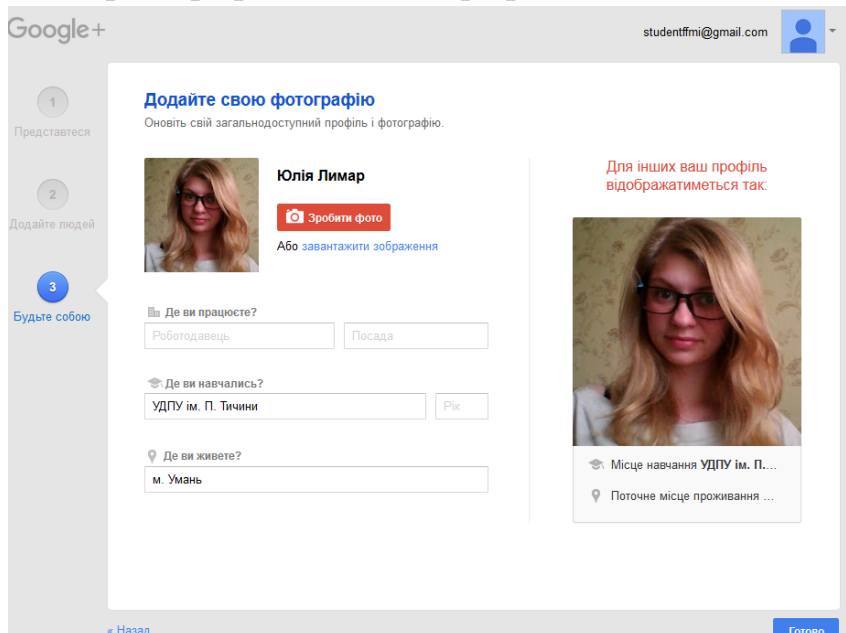 Google+
studentffmi@gmail.com
1
Представтеся
2
Додайте людей
3
Будьте собою
Додайте свою фотографію
Оновіть свій загальнодоступний профіль і фотографію.
Юлія Лимар
Зробити фото
Або завантажити зображення
Де ви працюєте?
Роботодавець
Посада
Де ви навчались?
УДПУ ім. П. Тичини
Рік
Де ви живете?
м. Умань
Для інших ваш профіль
відображатиметься так:
Місце навчання УДПУ ім. П....
Поточне місце проживання ...
« Назад
Готово